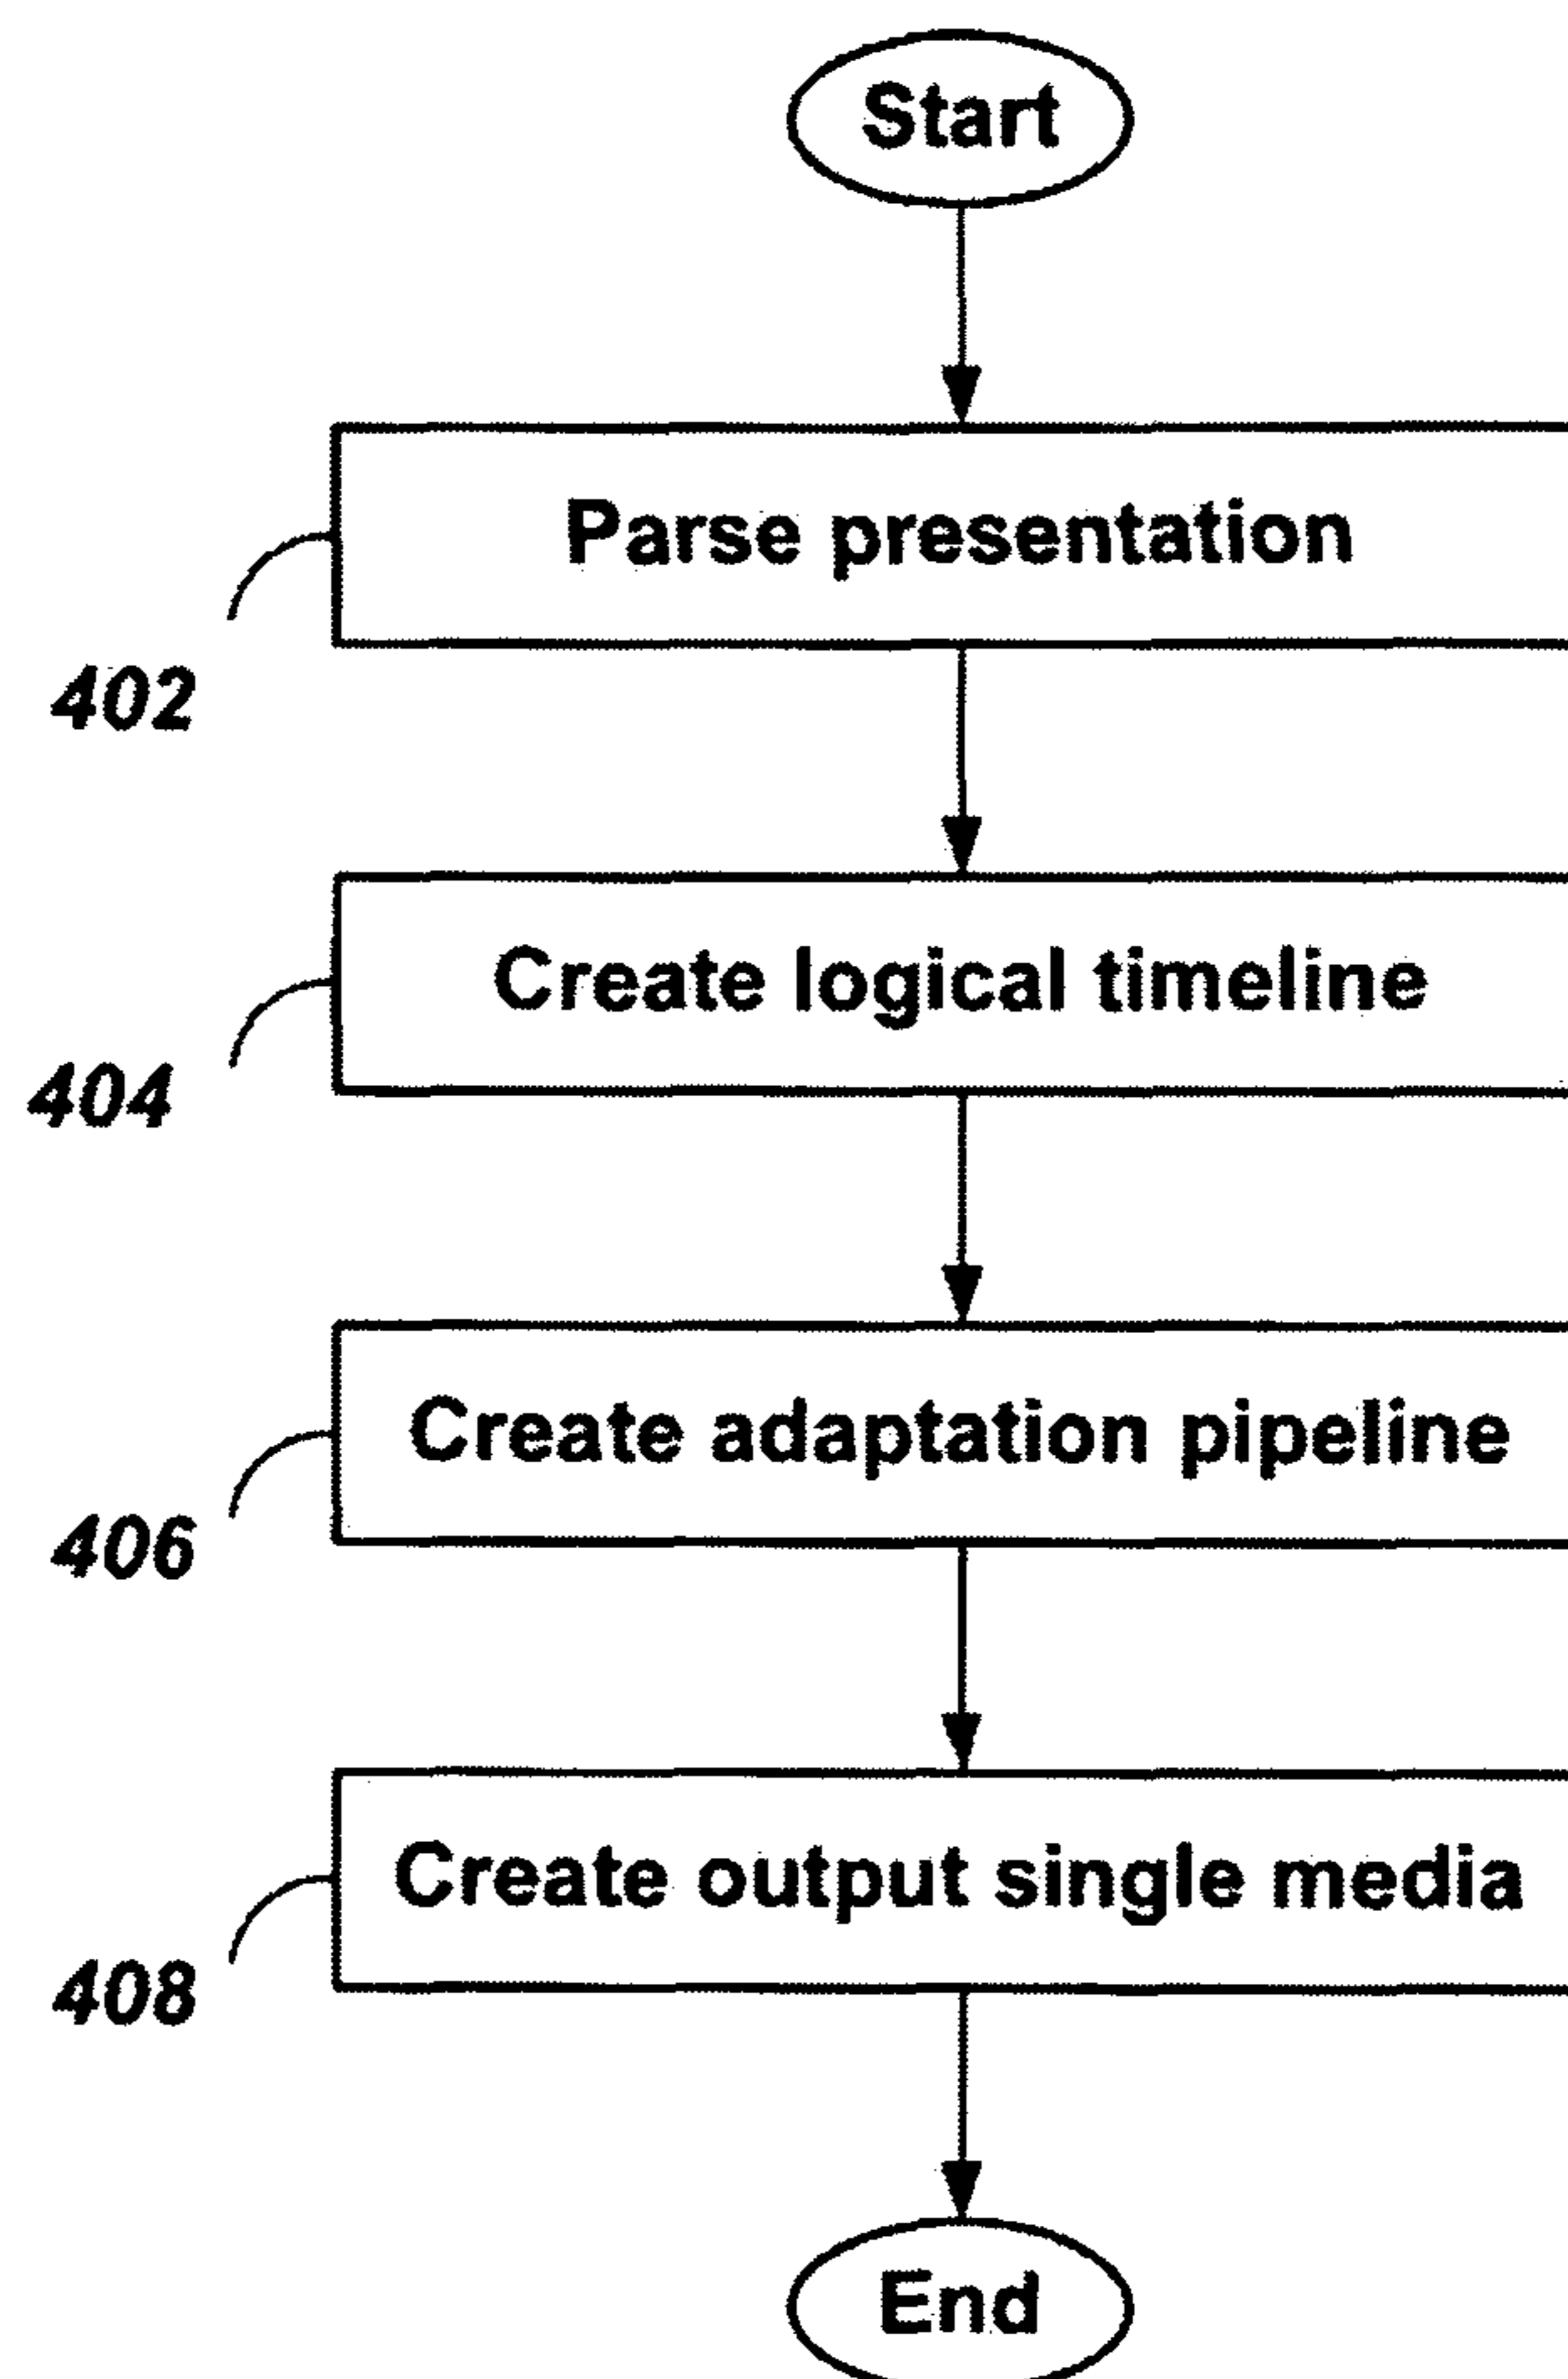 Start
Parse presentation
402
Create logical timeline
404
Create adaptation pipeline
406
Create output single media
408
End